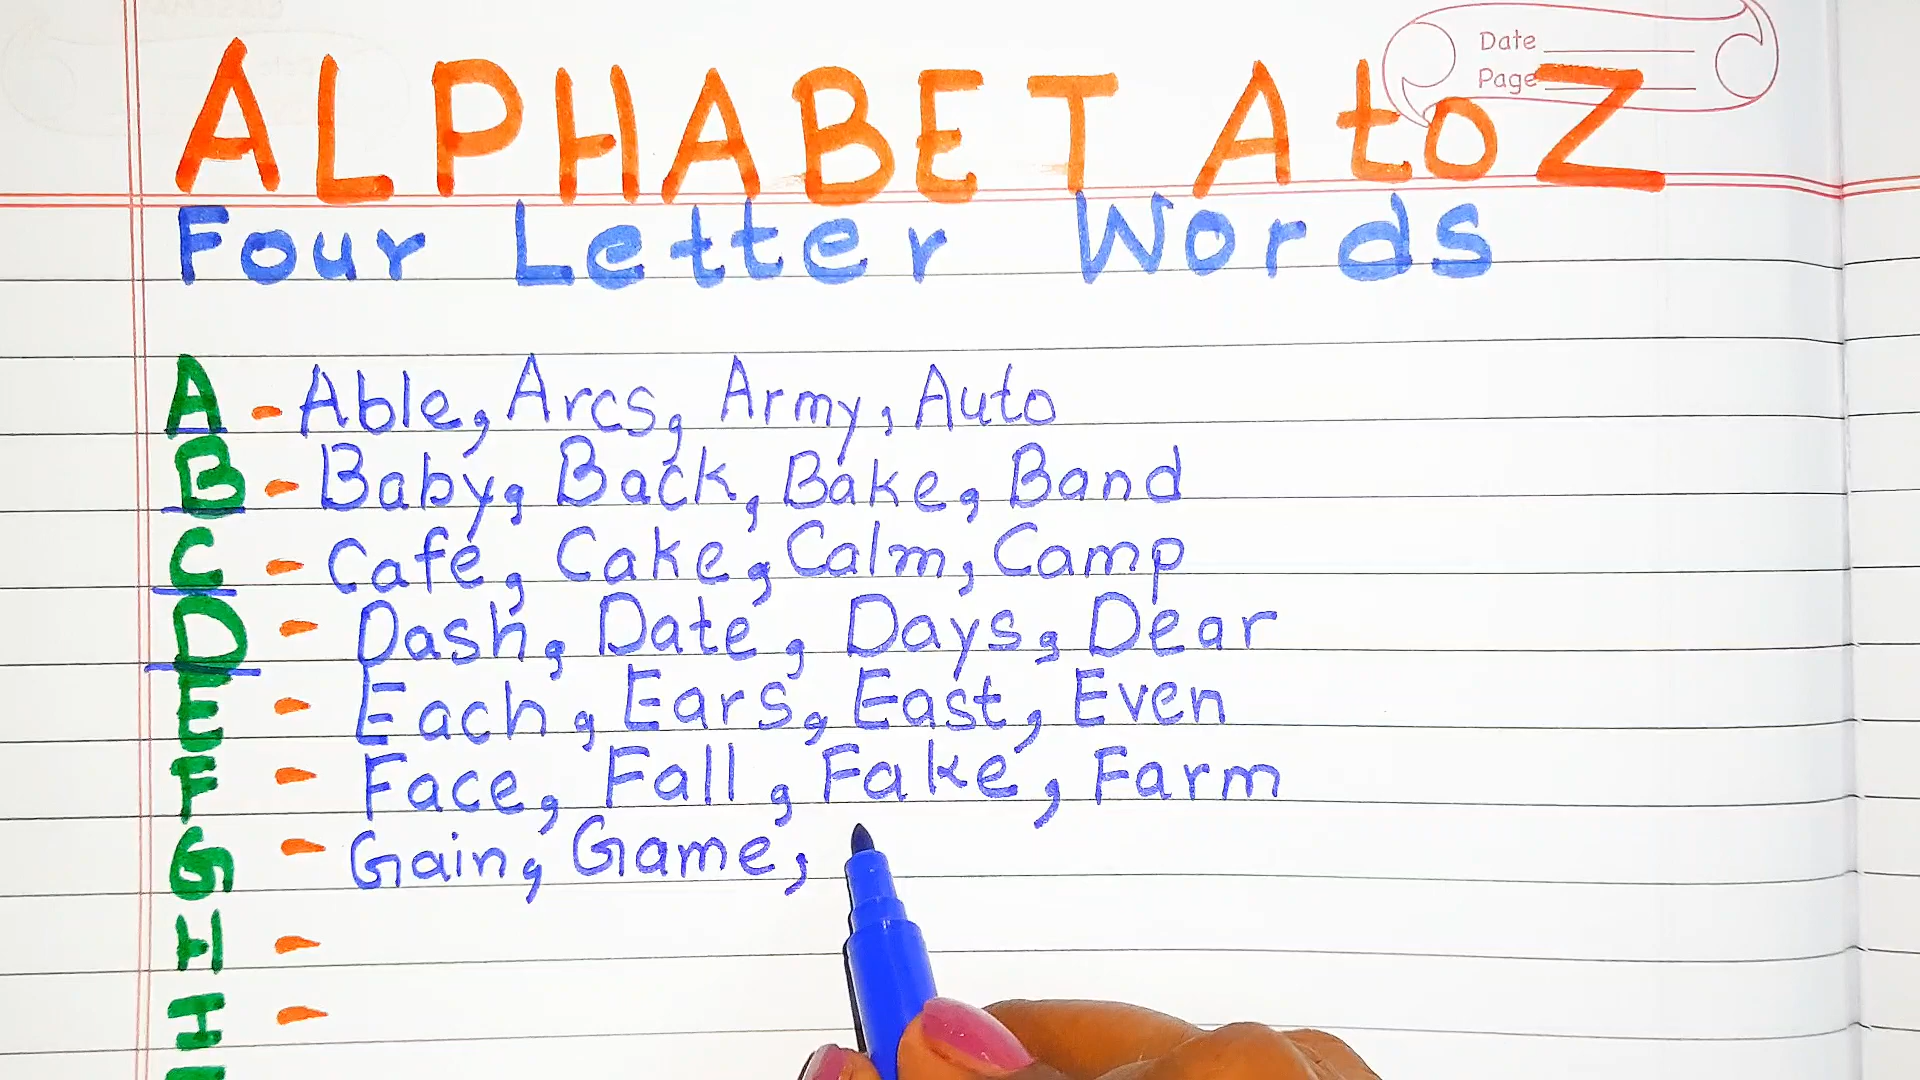 Date
Page
ALPHABET A to Z
Four Letter Words
A - Able, Arcs, Army, Auto
B - Baby, Back, Bake, Band
C - Café, Cake, Calm, Camp
D - Dash, Date, Days, Dear
E - Each, Ears, East, Even
F - Face, Fall, Fake, Farm
G - Gain, Game,
H -
I -